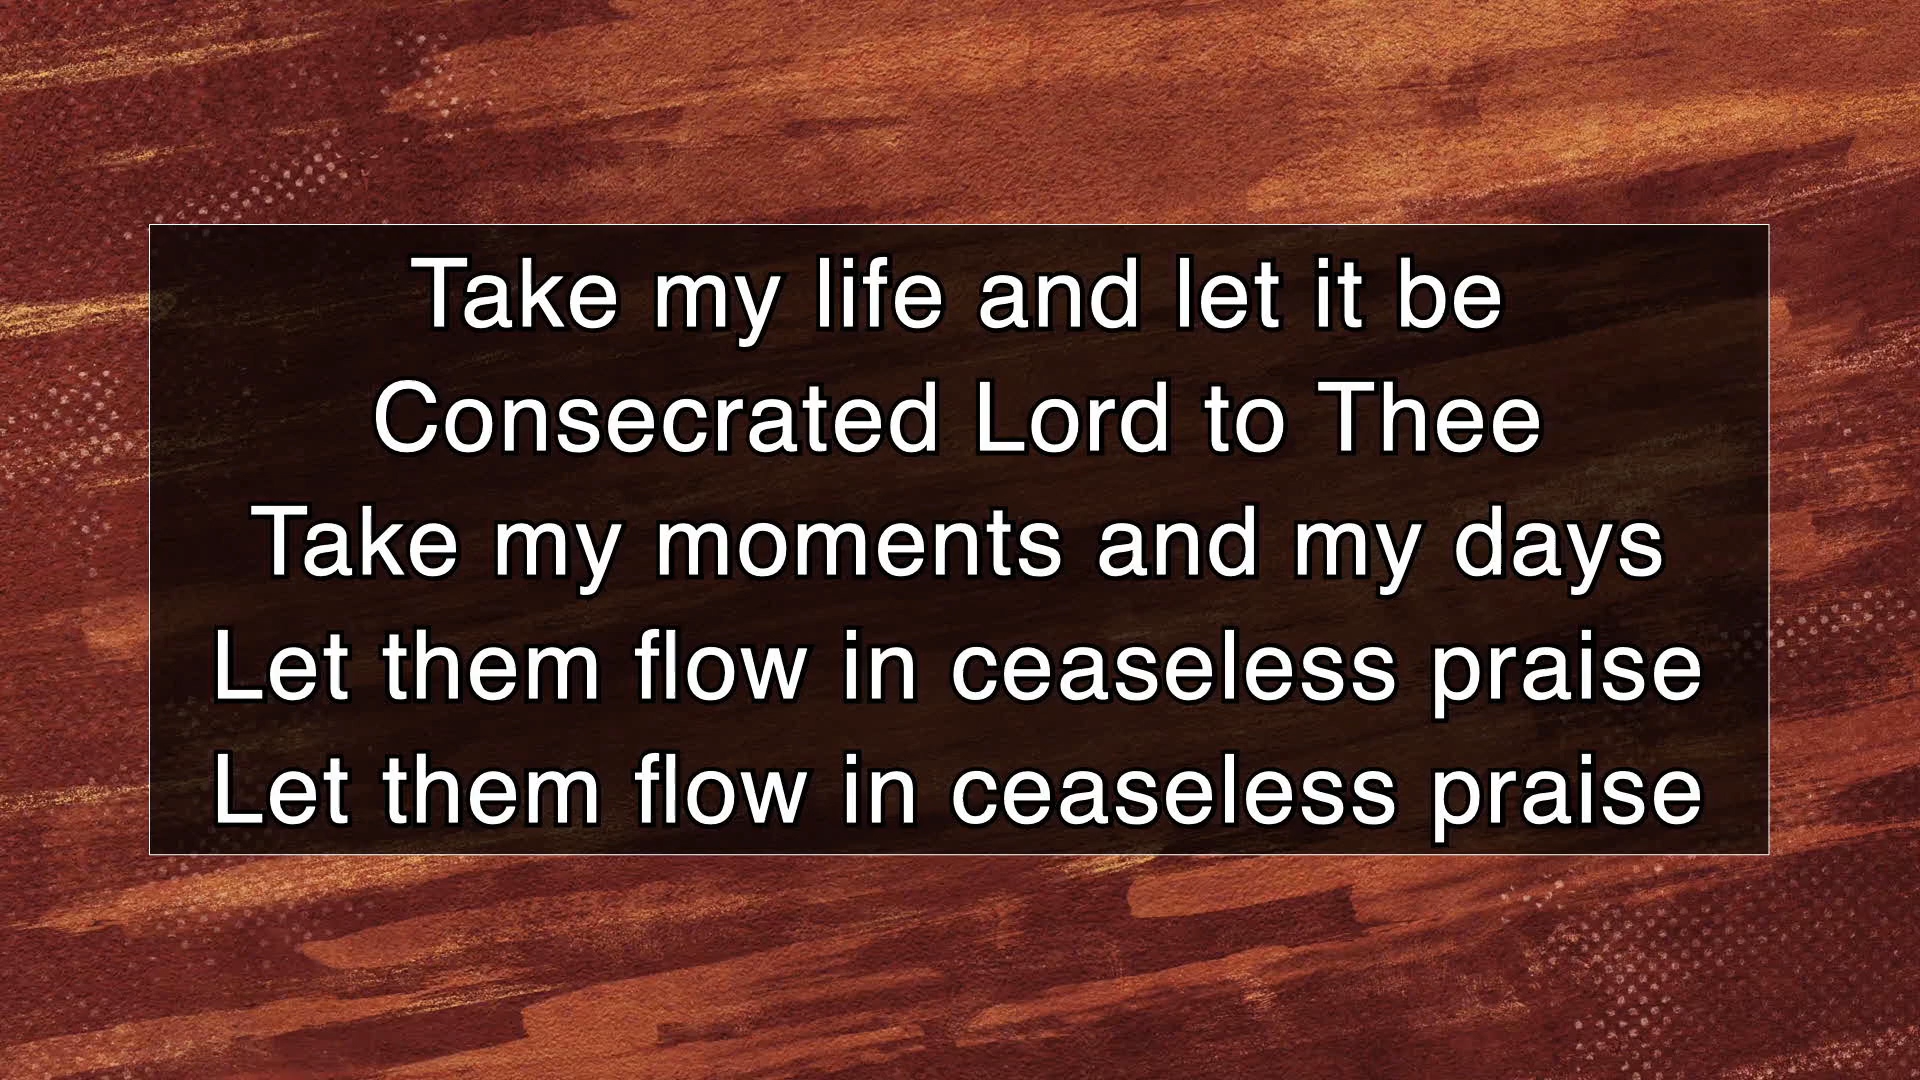 Take my life and let it be
Consecrated Lord to Thee
Take my moments and my days
Let them flow in ceaseless praise
Let them flow in ceaseless praise